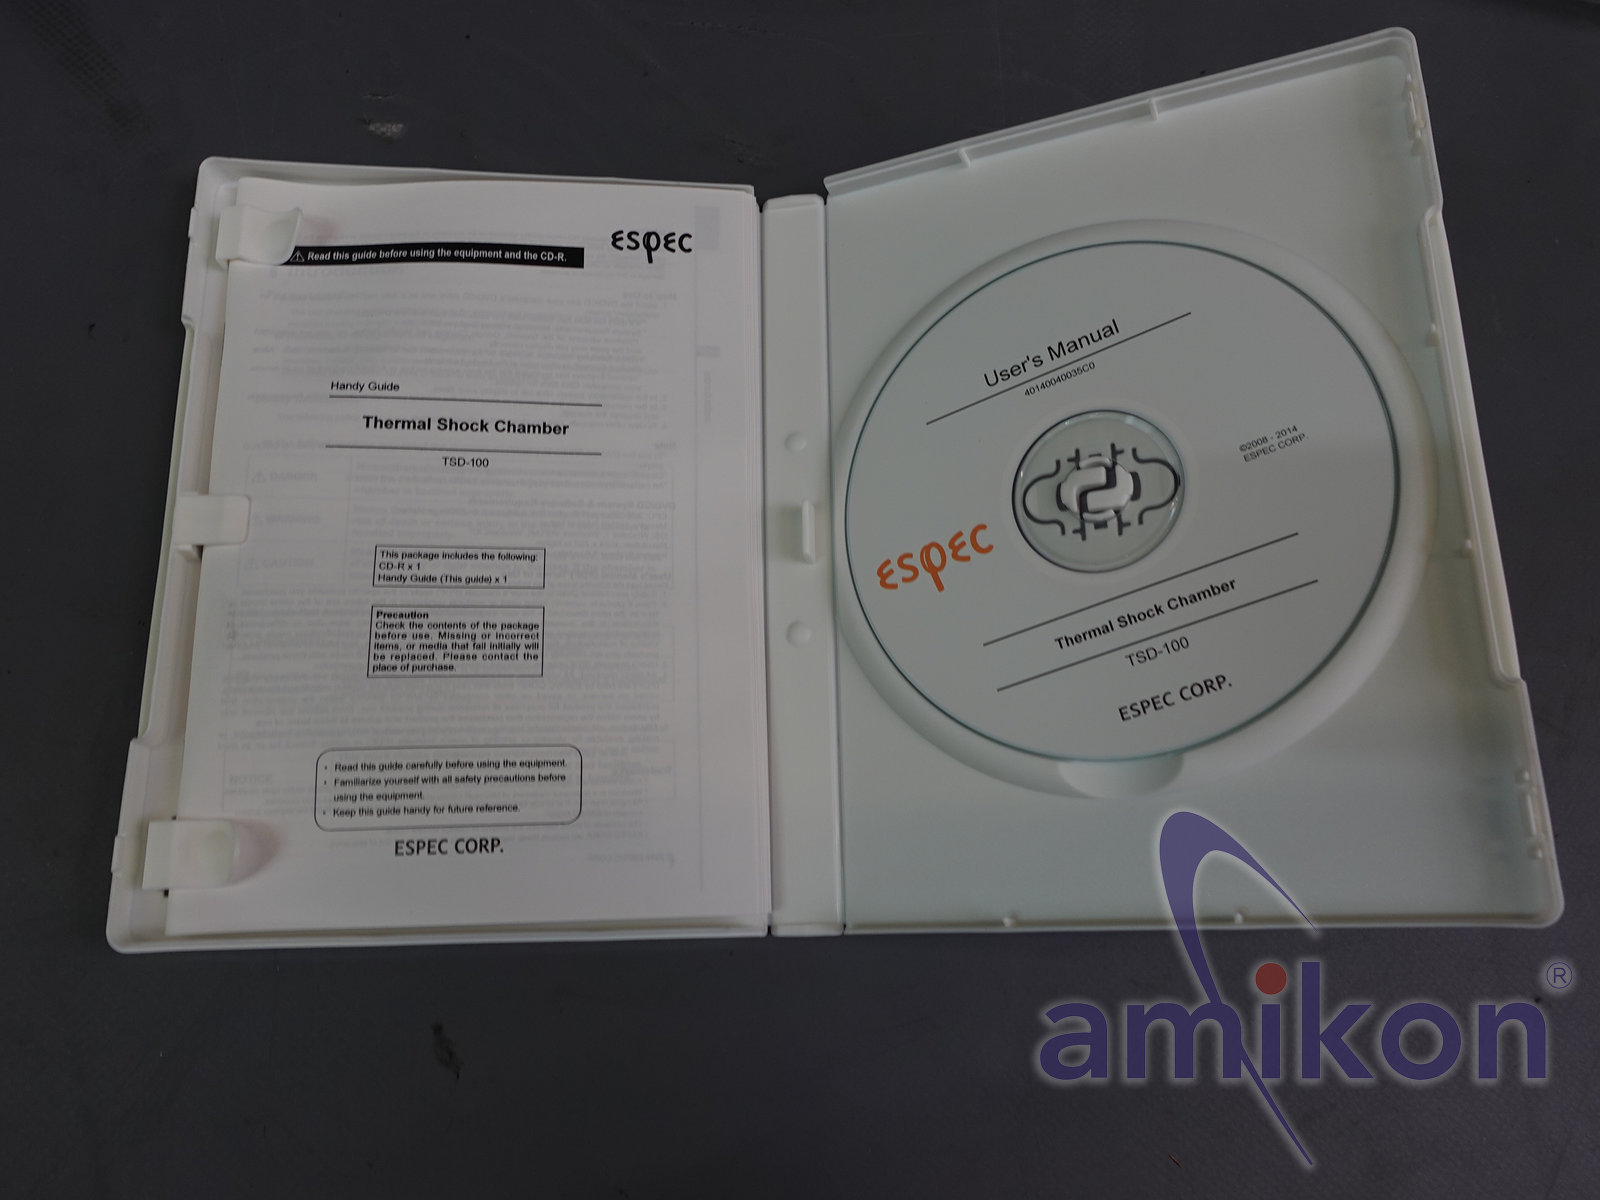 Read this guide before using the equipment and the CD-R.
espec
Handy Guide
Thermal Shock Chamber
TSD-100
This package includes the following:
CD-R x 1
Handy Guide (This guide) x 1
Precaution
Check the contents of the package
before use. Missing or incorrect
items, or media that fail initially will
be replaced. Please contact the
place of purchase.
• Read this guide carefully before using the equipment.
• Familiarize yourself with all safety precautions before
using the equipment.
• Keep this guide handy for future reference.
ESPEC CORP.
User's Manual
40140040035C0
©2008 - 2014
ESPEC CORP.
espec
Thermal Shock Chamber
TSD-100
ESPEC CORP.
amikon®